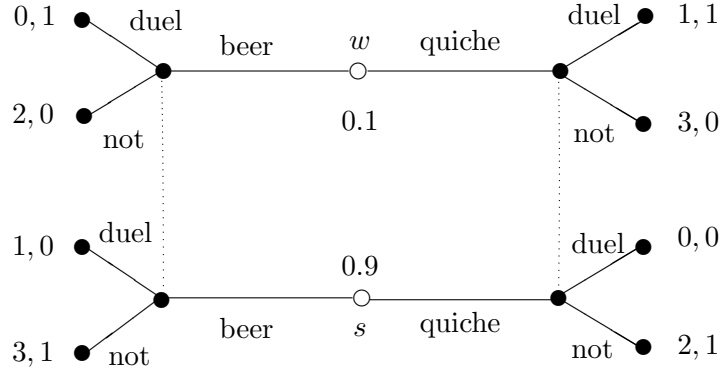 0, 1 duel duel 1, 1
beer w quiche
2, 0 not 0.1 not 3, 0
1, 0 duel 0.9 duel 0, 0
beer s quiche
3, 1 not not 2, 1